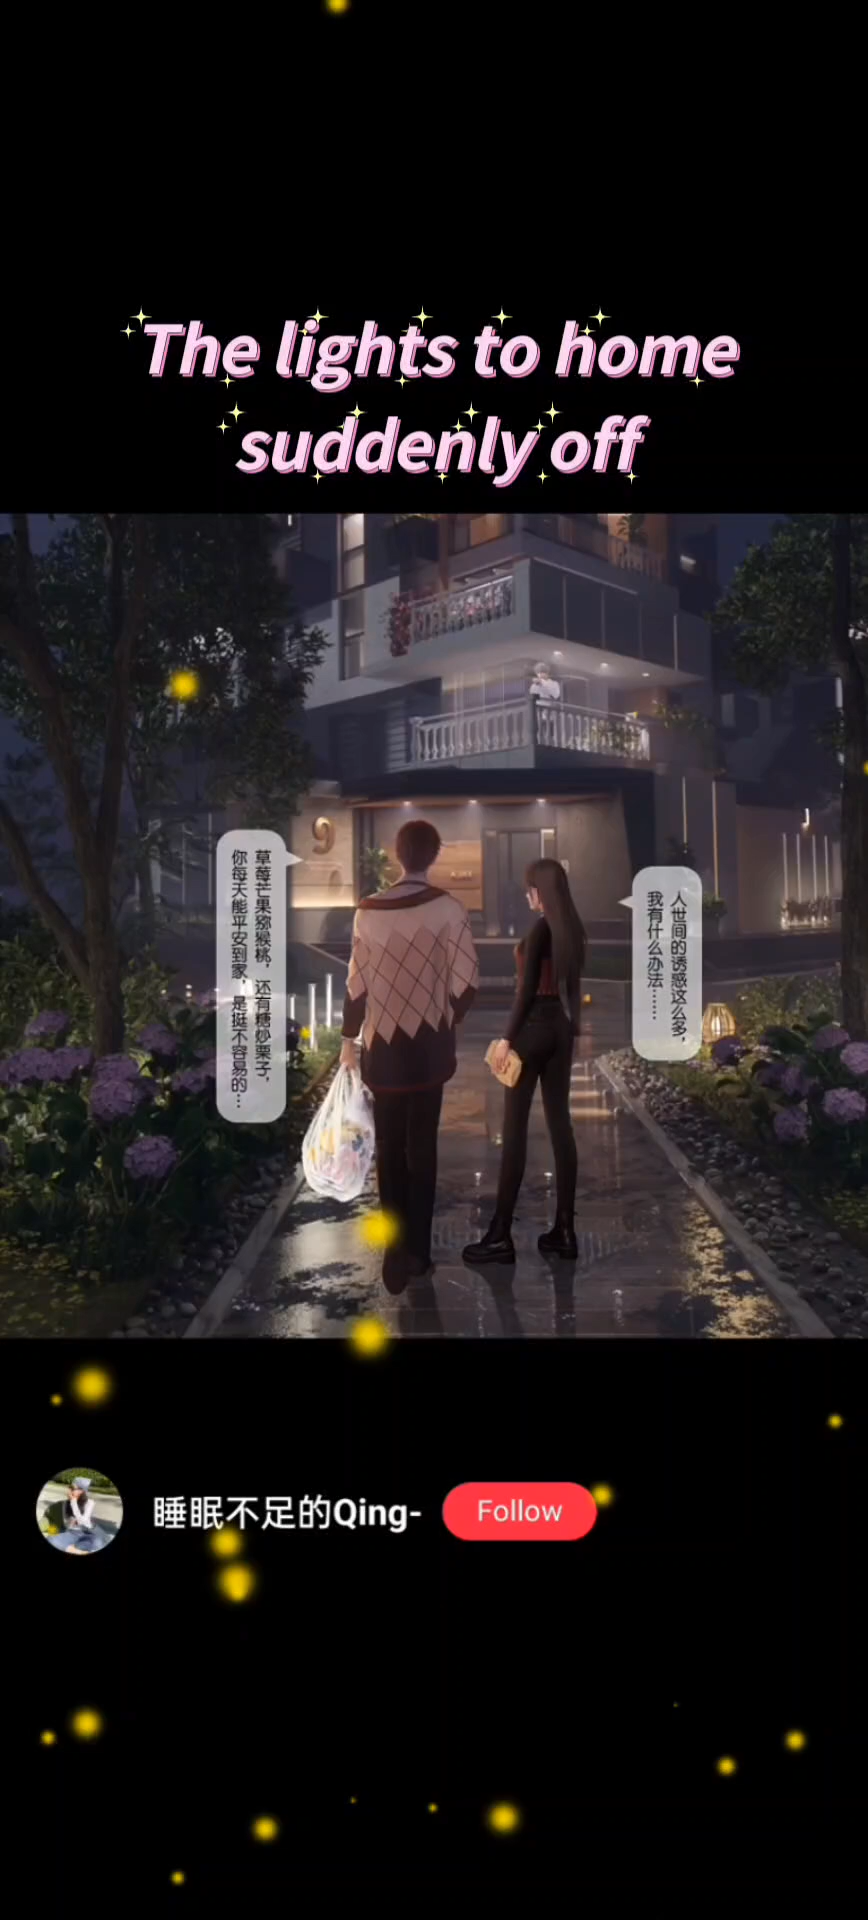 The lights to home
suddenly off
9
草莓芒果猕猴桃，还有糖炒栗子，
你每天能平安到家，是挺不容易的…
人世间的诱惑这么多，
我有什么办法……
睡眠不足的Qing-
Follow